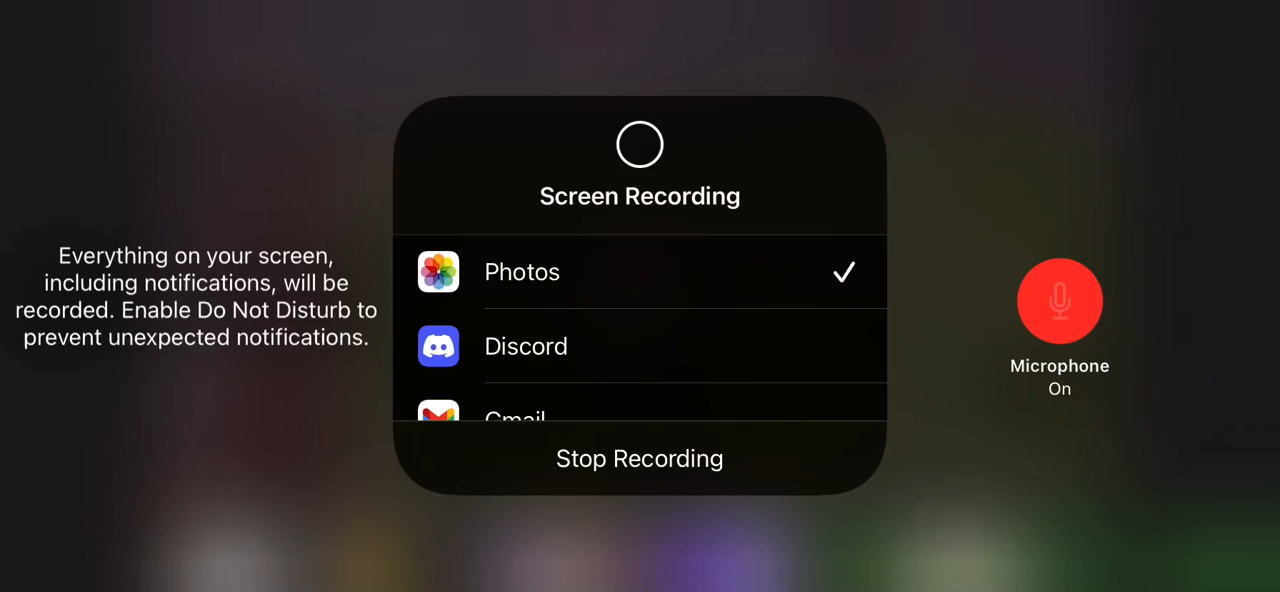 Screen Recording
Everything on your screen,
including notifications, will be
recorded. Enable Do Not Disturb to
prevent unexpected notifications.
Photos
Discord
Gmail
Stop Recording
Microphone
On